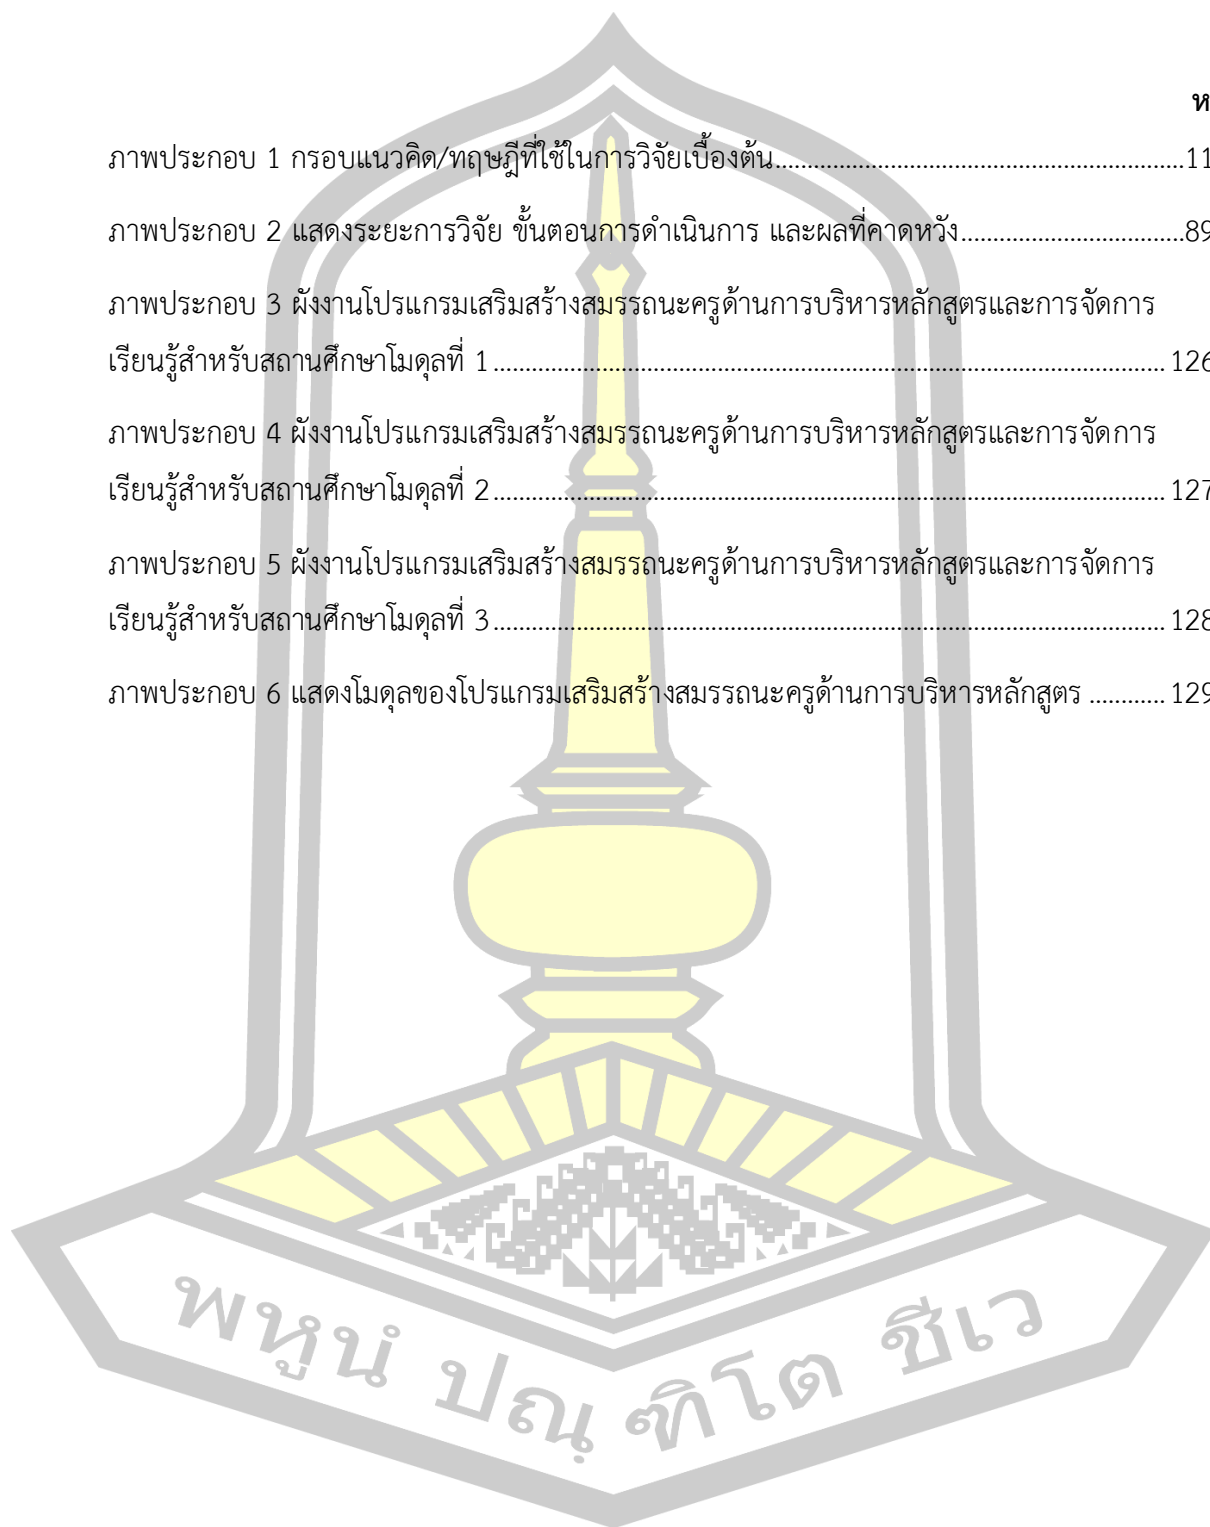 ห
ภาพประกอบ 1 กรอบแนวคิด/ทฤษฎีที่ใช้ในการวิจัยเบื้องต้น...............................................................11
ภาพประกอบ 2 แสดงระยะการวิจัย ขั้นตอนการดำเนินการ และผลที่คาดหวัง..................................89
ภาพประกอบ 3 ผังงานโปรแกรมเสริมสร้างสมรรถนะครูด้านการบริหารหลักสูตรและการจัดการ
เรียนรู้สำหรับสถานศึกษาโมดุลที่ 1 ....................................................................................................... 126
ภาพประกอบ 4 ผังงานโปรแกรมเสริมสร้างสมรรถนะครูด้านการบริหารหลักสูตรและการจัดการ
เรียนรู้สำหรับสถานศึกษาโมดุลที่ 2 ....................................................................................................... 127
ภาพประกอบ 5 ผังงานโปรแกรมเสริมสร้างสมรรถนะครูด้านการบริหารหลักสูตรและการจัดการ
เรียนรู้สำหรับสถานศึกษาโมดุลที่ 3 ....................................................................................................... 128
ภาพประกอบ 6 แสดงโมดุลของโปรแกรมเสริมสร้างสมรรถนะครูด้านการบริหารหลักสูตร ............ 129
พหูนํ ปณฺ ฑิโต ชีเว